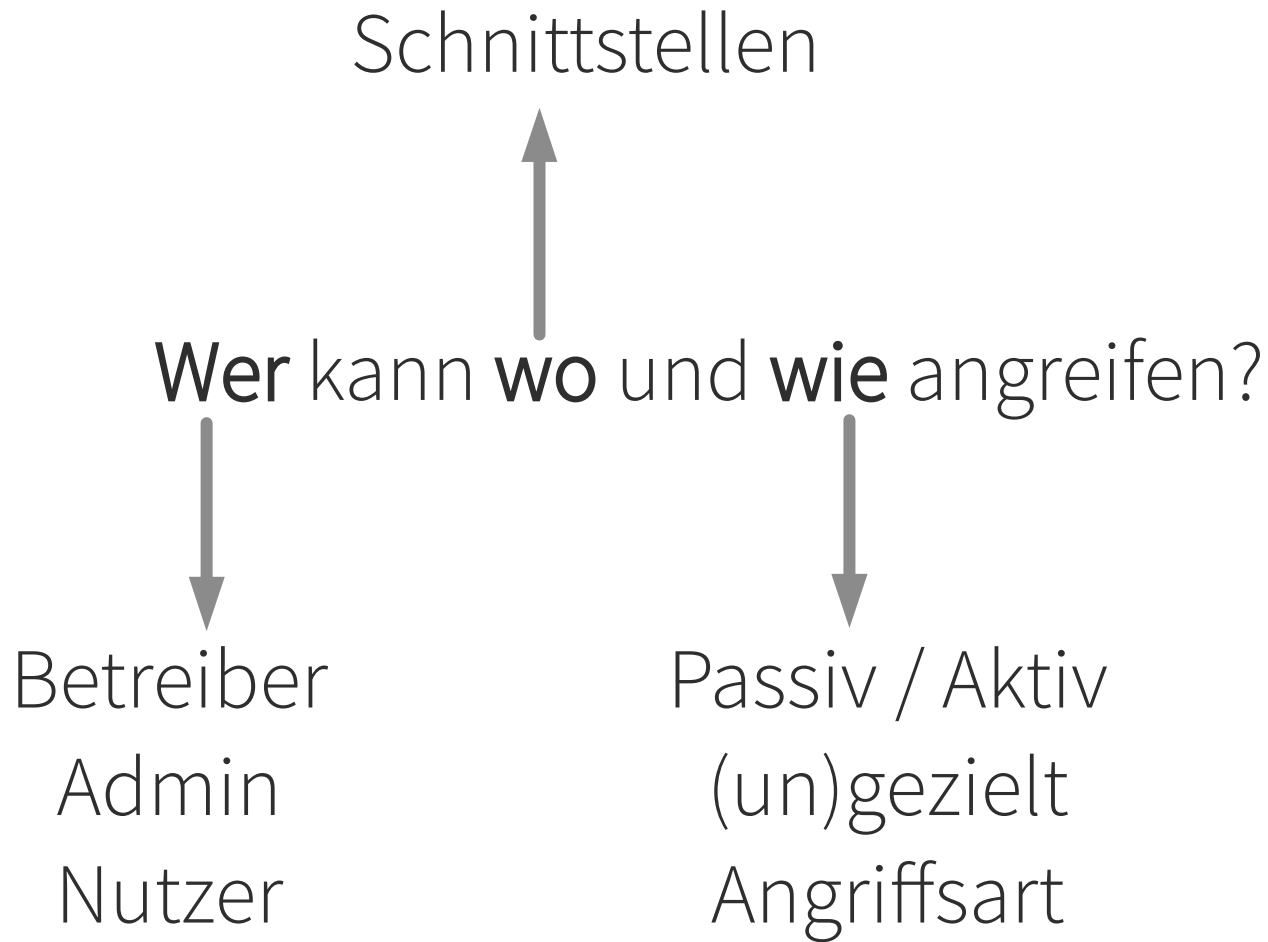 Schnittstellen
Wer kann wo und wie angreifen?
Betreiber
Admin
Nutzer
Passiv / Aktiv
(un)gezielt
Angriffsart